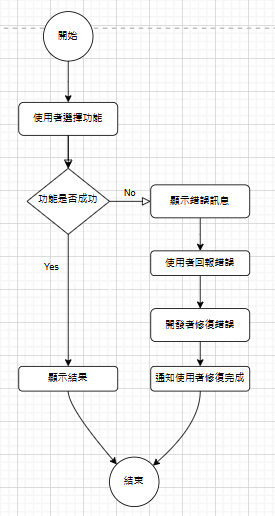 開始
使用者選擇功能
功能是否成功
No
顯示錯誤訊息
使用者回報錯誤
Yes
開發者修復錯誤
顯示結果
通知使用者修復完成
結束